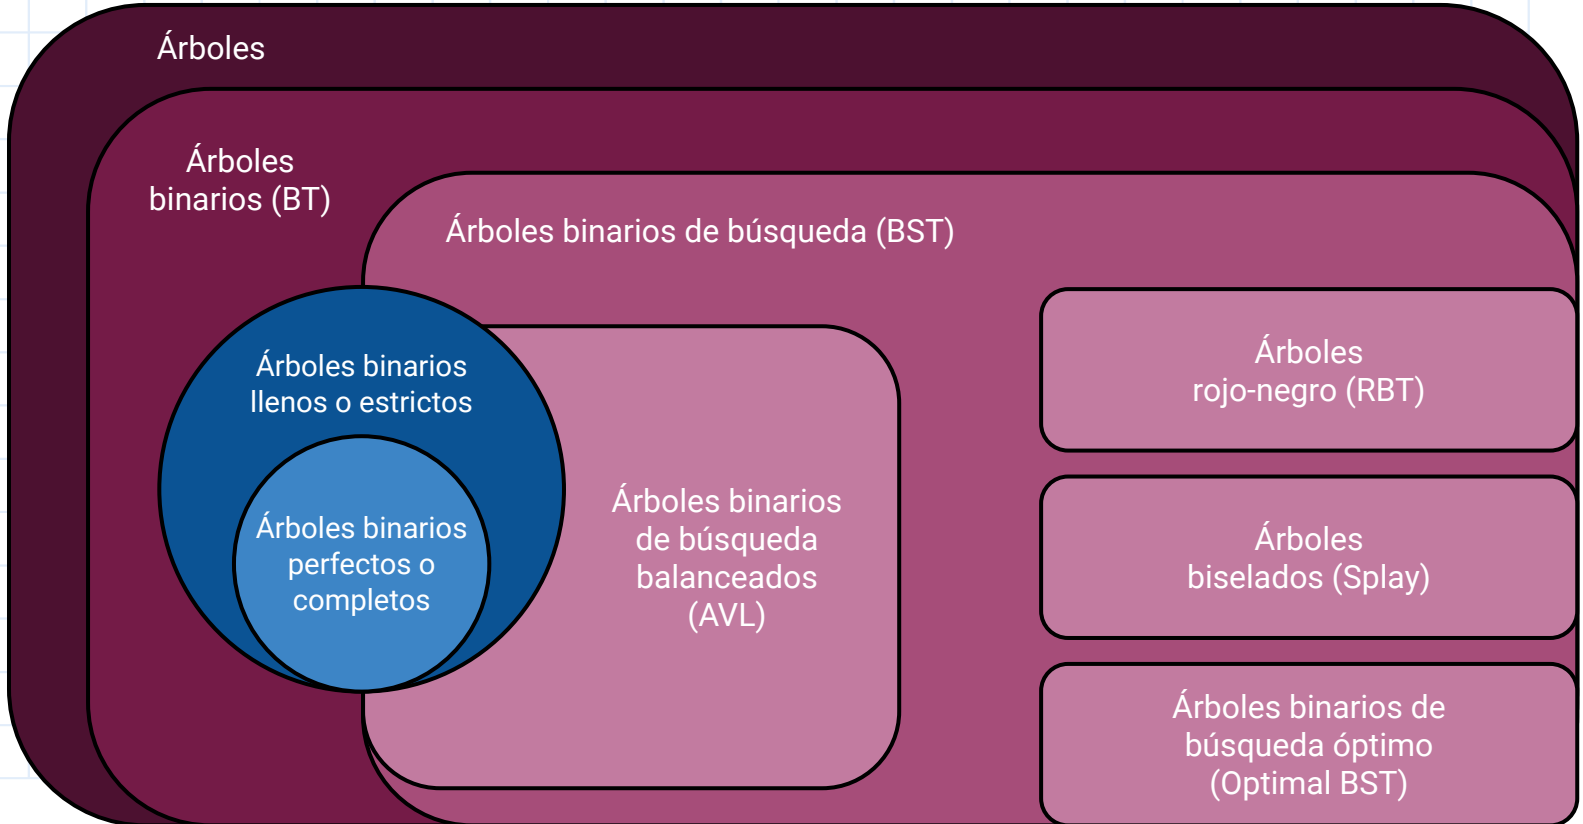 Árboles
Árboles
binarios (BT)
Árboles binarios de búsqueda (BST)
Árboles binarios
llenos o estrictos
Árboles binarios
perfectos o
completos
Árboles binarios
de búsqueda
balanceados
(AVL)
Árboles
rojo-negro (RBT)
Árboles
biselados (Splay)
Árboles binarios de
búsqueda óptimo
(Optimal BST)